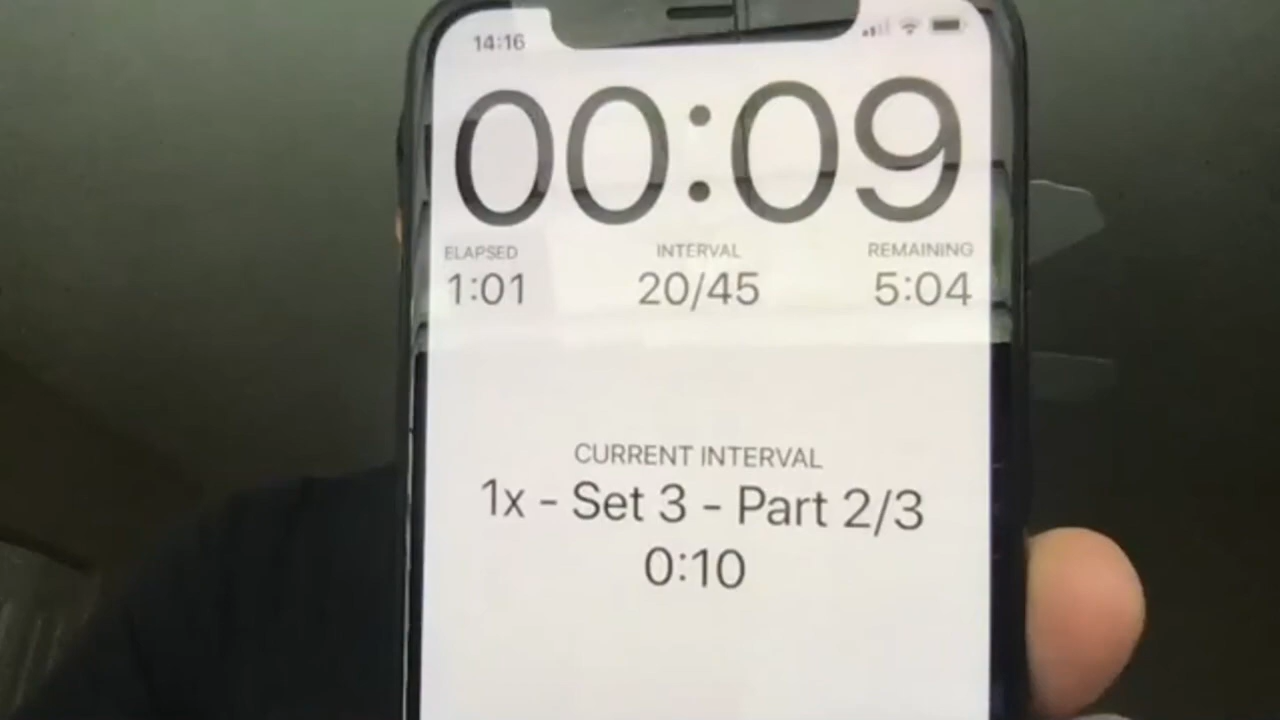 14:16
00:09
ELAPSED INTERVAL REMAINING
1:01 20/45 5:04
CURRENT INTERVAL
1x - Set 3 - Part 2/3
0:10